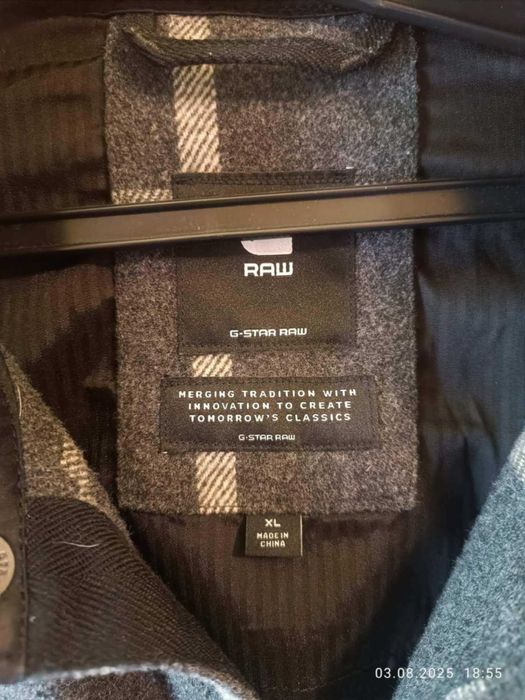 RAW
G-STAR RAW
MERGING TRADITION WITH
INNOVATION TO CREATE
TOMORROW'S CLASSICS
G-STAR RAW
XL
MADE IN
CHINA
03.08.2025 18:55